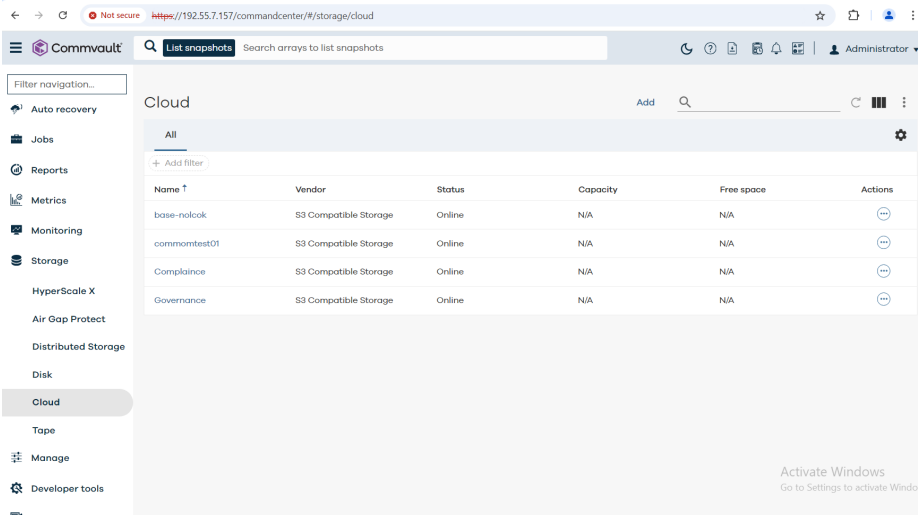 Not secure https://192.55.7.157/commandcenter/#/storage/cloud
Commvault List snapshots Search arrays to list snapshots Administrator
Filter navigation...
Auto recovery
Jobs
Reports
Metrics
Monitoring
Storage
HyperScale X
Air Gap Protect
Distributed Storage
Disk
Cloud
Tape
Manage
Developer tools
Cloud Add
All
+ Add filter
Name ↑ Vendor Status Capacity Free space Actions
base-nolcok S3 Compatible Storage Online N/A N/A
commomtest01 S3 Compatible Storage Online N/A N/A
Complaince S3 Compatible Storage Online N/A N/A
Governance S3 Compatible Storage Online N/A N/A
Activate Windows
Go to Settings to activate Windo